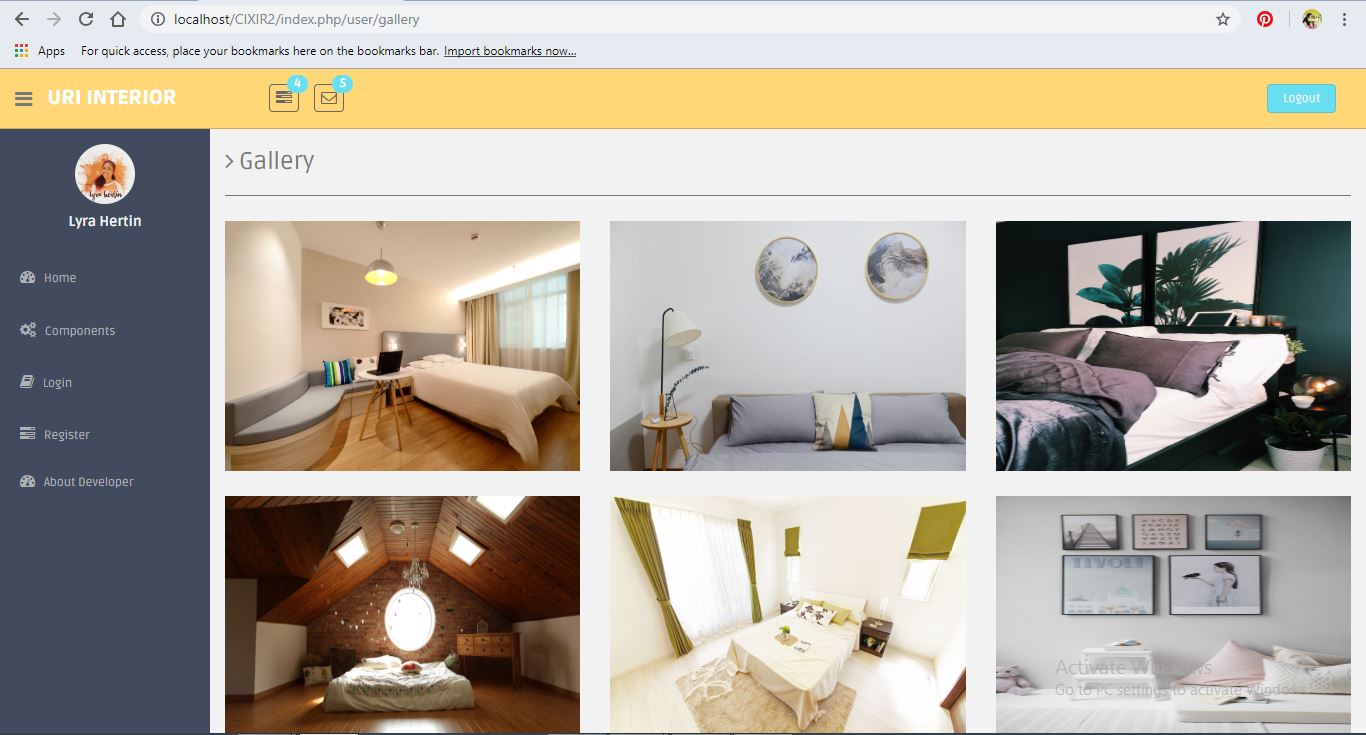 localhost/CIXIR2/index.php/user/gallery
Apps For quick access, place your bookmarks here on the bookmarks bar. Import bookmarks now...
URI INTERIOR 4 5 Logout
Gallery
lyra hertin
Lyra Hertin
Home
Components
Login
Register
About Developer
TIVOLI
Activate Windows
Go to PC settings to activate Windows.